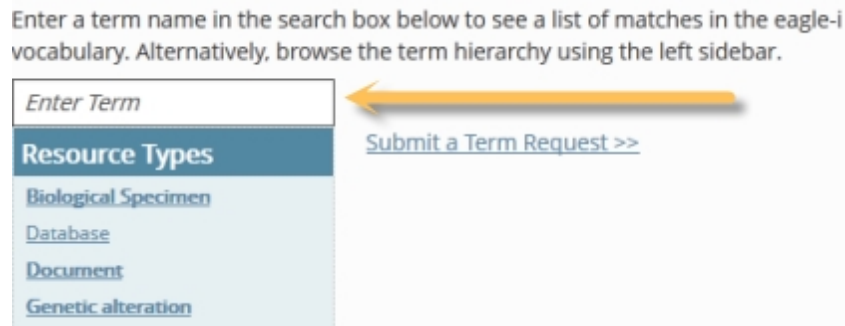 Enter a term name in the search box below to see a list of matches in the eagle-i
vocabulary. Alternatively, browse the term hierarchy using the left sidebar.
Enter Term
Submit a Term Request >>
Resource Types
Biological Specimen
Database
Document
Genetic alteration